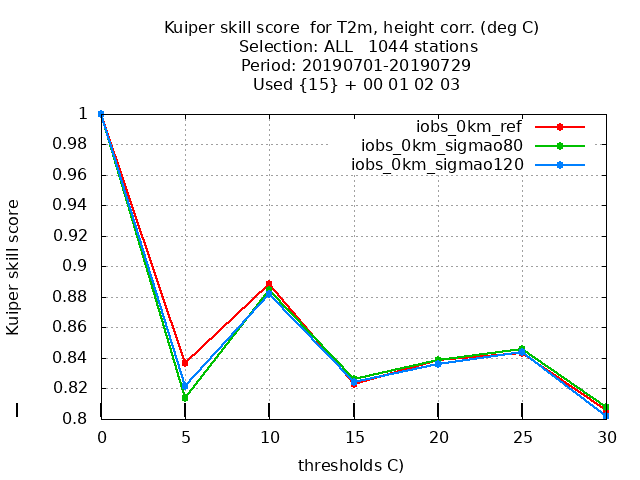 Kuiper skill score  for T2m, height corr. (deg C)
Selection: ALL   1044 stations
Period: 20190701-20190729
Used {15} + 00 01 02 03
iobs_0km_ref
iobs_0km_sigmao80
iobs_0km_sigmao120
1
0.98
0.96
0.94
0.92
0.9
0.88
0.86
0.84
0.82
0.8
Kuiper skill score
0 5 10 15 20 25 30
thresholds C)